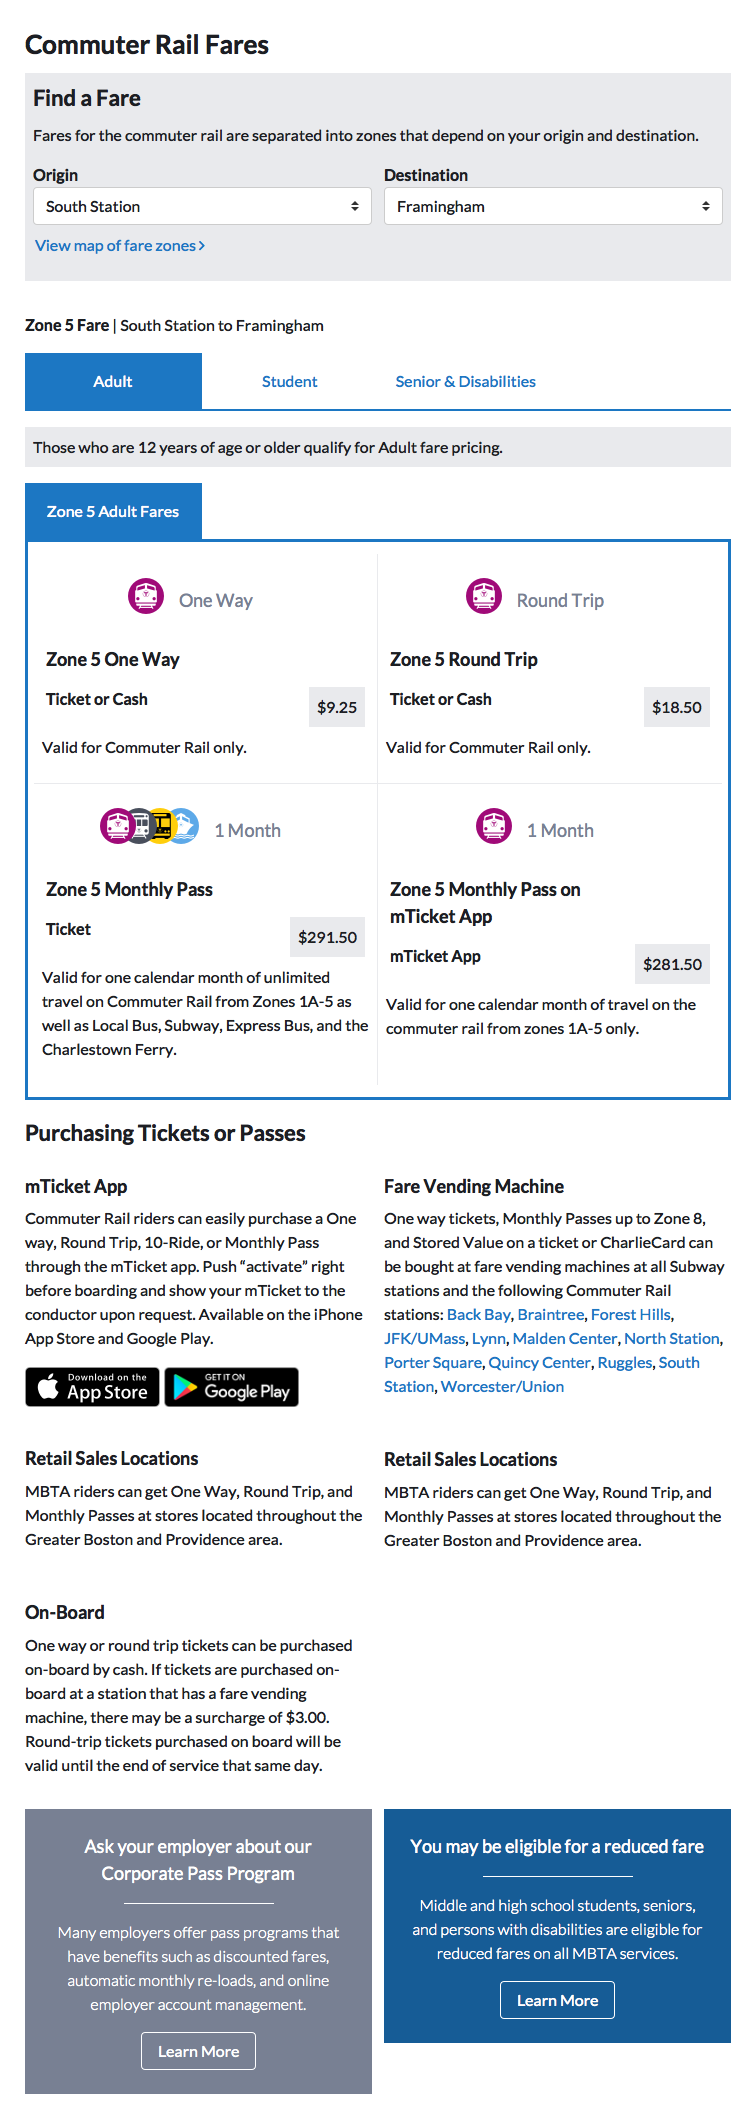 Commuter Rail Fares
Find a Fare
Fares for the commuter rail are separated into zones that depend on your origin and destination.
Origin
Destination
South Station
Framingham
View map of fare zones ›
Zone 5 Fare | South Station to Framingham
Adult
Student
Senior & Disabilities
Those who are 12 years of age or older qualify for Adult fare pricing.
Zone 5 Adult Fares
One Way
Zone 5 One Way
Ticket or Cash
$9.25
Valid for Commuter Rail only.
Round Trip
Zone 5 Round Trip
Ticket or Cash
$18.50
Valid for Commuter Rail only.
1 Month
Zone 5 Monthly Pass
Ticket
$291.50
Valid for one calendar month of unlimited
travel on Commuter Rail from Zones 1A-5 as
well as Local Bus, Subway, Express Bus, and the
Charlestown Ferry.
1 Month
Zone 5 Monthly Pass on
mTicket App
mTicket App
$281.50
Valid for one calendar month of travel on the
commuter rail from zones 1A-5 only.
Purchasing Tickets or Passes
mTicket App
Commuter Rail riders can easily purchase a One
way, Round Trip, 10-Ride, or Monthly Pass
through the mTicket app. Push “activate” right
before boarding and show your mTicket to the
conductor upon request. Available on the iPhone
App Store and Google Play.
Download on the
App Store
GET IT ON
Google Play
Fare Vending Machine
One way tickets, Monthly Passes up to Zone 8,
and Stored Value on a ticket or CharlieCard can
be bought at fare vending machines at all Subway
stations and the following Commuter Rail
stations: Back Bay, Braintree, Forest Hills,
JFK/UMass, Lynn, Malden Center, North Station,
Porter Square, Quincy Center, Ruggles, South
Station, Worcester/Union
Retail Sales Locations
MBTA riders can get One Way, Round Trip, and
Monthly Passes at stores located throughout the
Greater Boston and Providence area.
Retail Sales Locations
MBTA riders can get One Way, Round Trip, and
Monthly Passes at stores located throughout the
Greater Boston and Providence area.
On-Board
One way or round trip tickets can be purchased
on-board by cash. If tickets are purchased on-
board at a station that has a fare vending
machine, there may be a surcharge of $3.00.
Round-trip tickets purchased on board will be
valid until the end of service that same day.
Ask your employer about our
Corporate Pass Program
Many employers offer pass programs that
have benefits such as discounted fares,
automatic monthly re-loads, and online
employer account management.
Learn More
You may be eligible for a reduced fare
Middle and high school students, seniors,
and persons with disabilities are eligible for
reduced fares on all MBTA services.
Learn More